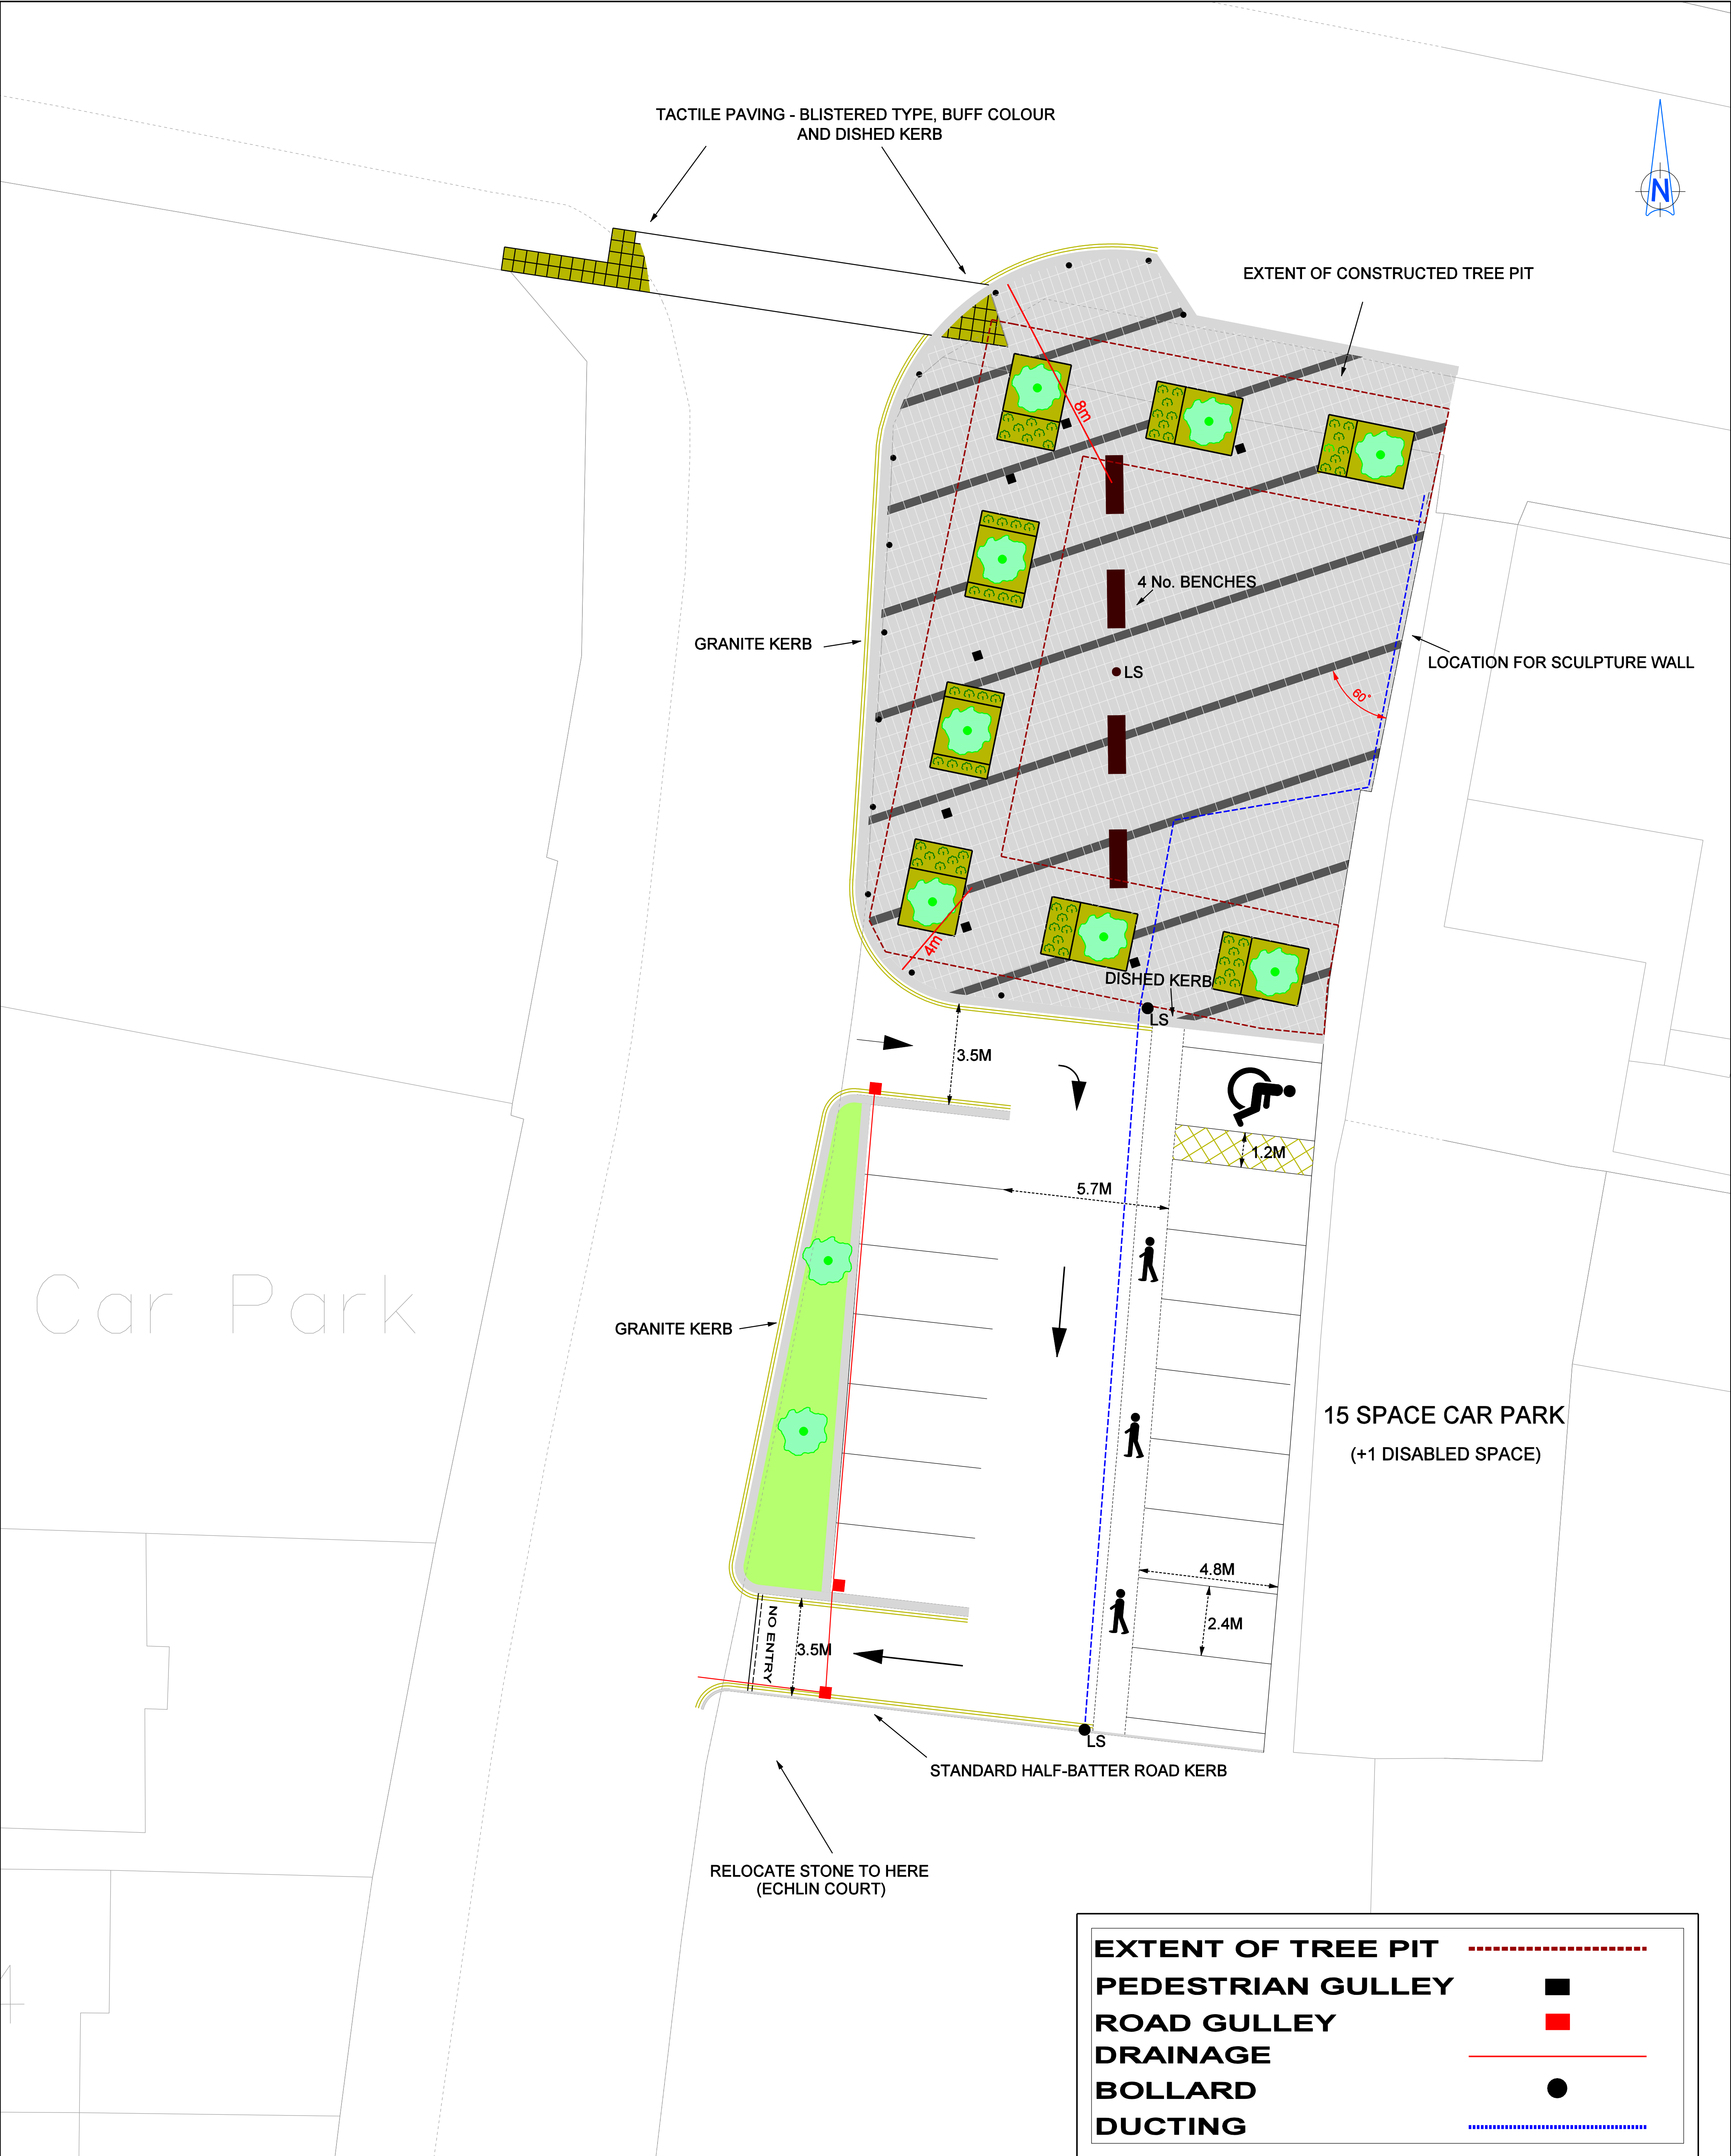 TACTILE PAVING - BLISTERED TYPE, BUFF COLOUR
AND DISHED KERB
N
EXTENT OF CONSTRUCTED TREE PIT
8m
4 No. BENCHES
GRANITE KERB
LS
LOCATION FOR SCULPTURE WALL
60°
4m
DISHED KERB
LS
3.5M
1.2M
5.7M
Car Park
GRANITE KERB
15 SPACE CAR PARK
(+1 DISABLED SPACE)
4.8M
2.4M
NO ENTRY
3.5M
LS
STANDARD HALF-BATTER ROAD KERB
RELOCATE STONE TO HERE
(ECHLIN COURT)
EXTENT OF TREE PIT
PEDESTRIAN GULLEY
ROAD GULLEY
DRAINAGE
BOLLARD
DUCTING